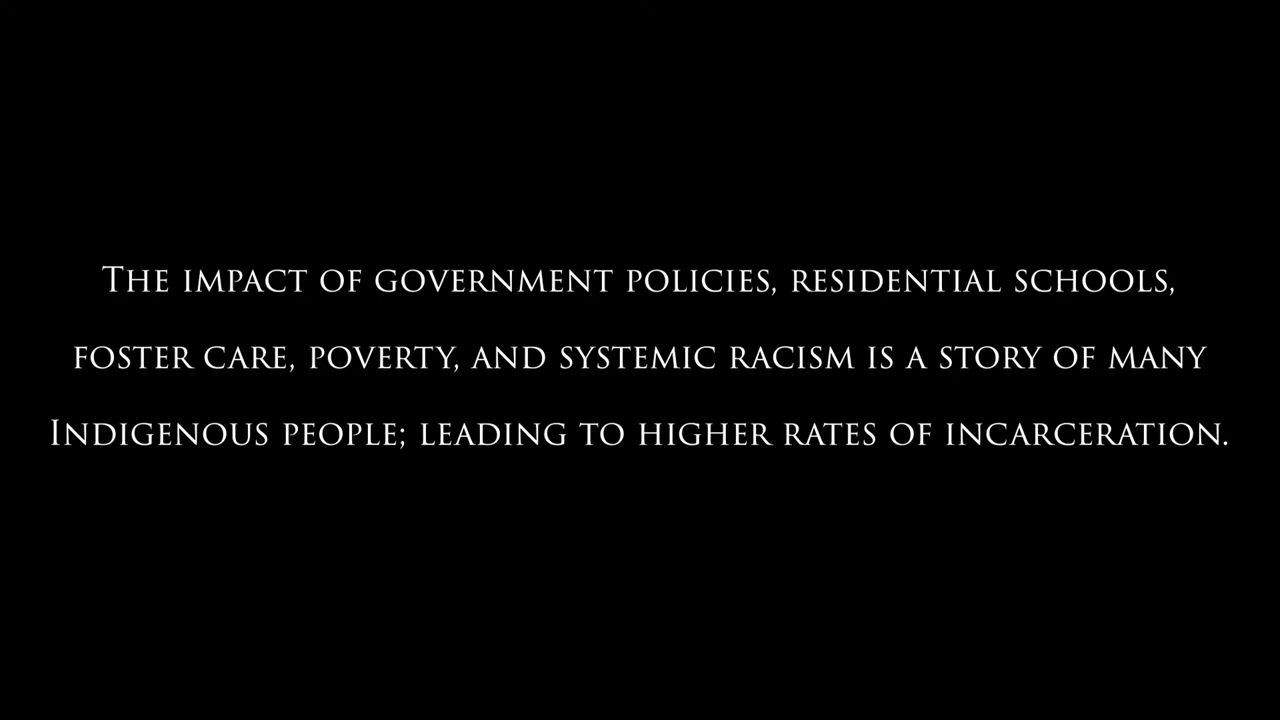 The impact of government policies, residential schools,
foster care, poverty, and systemic racism is a story of many
Indigenous people; leading to higher rates of incarceration.